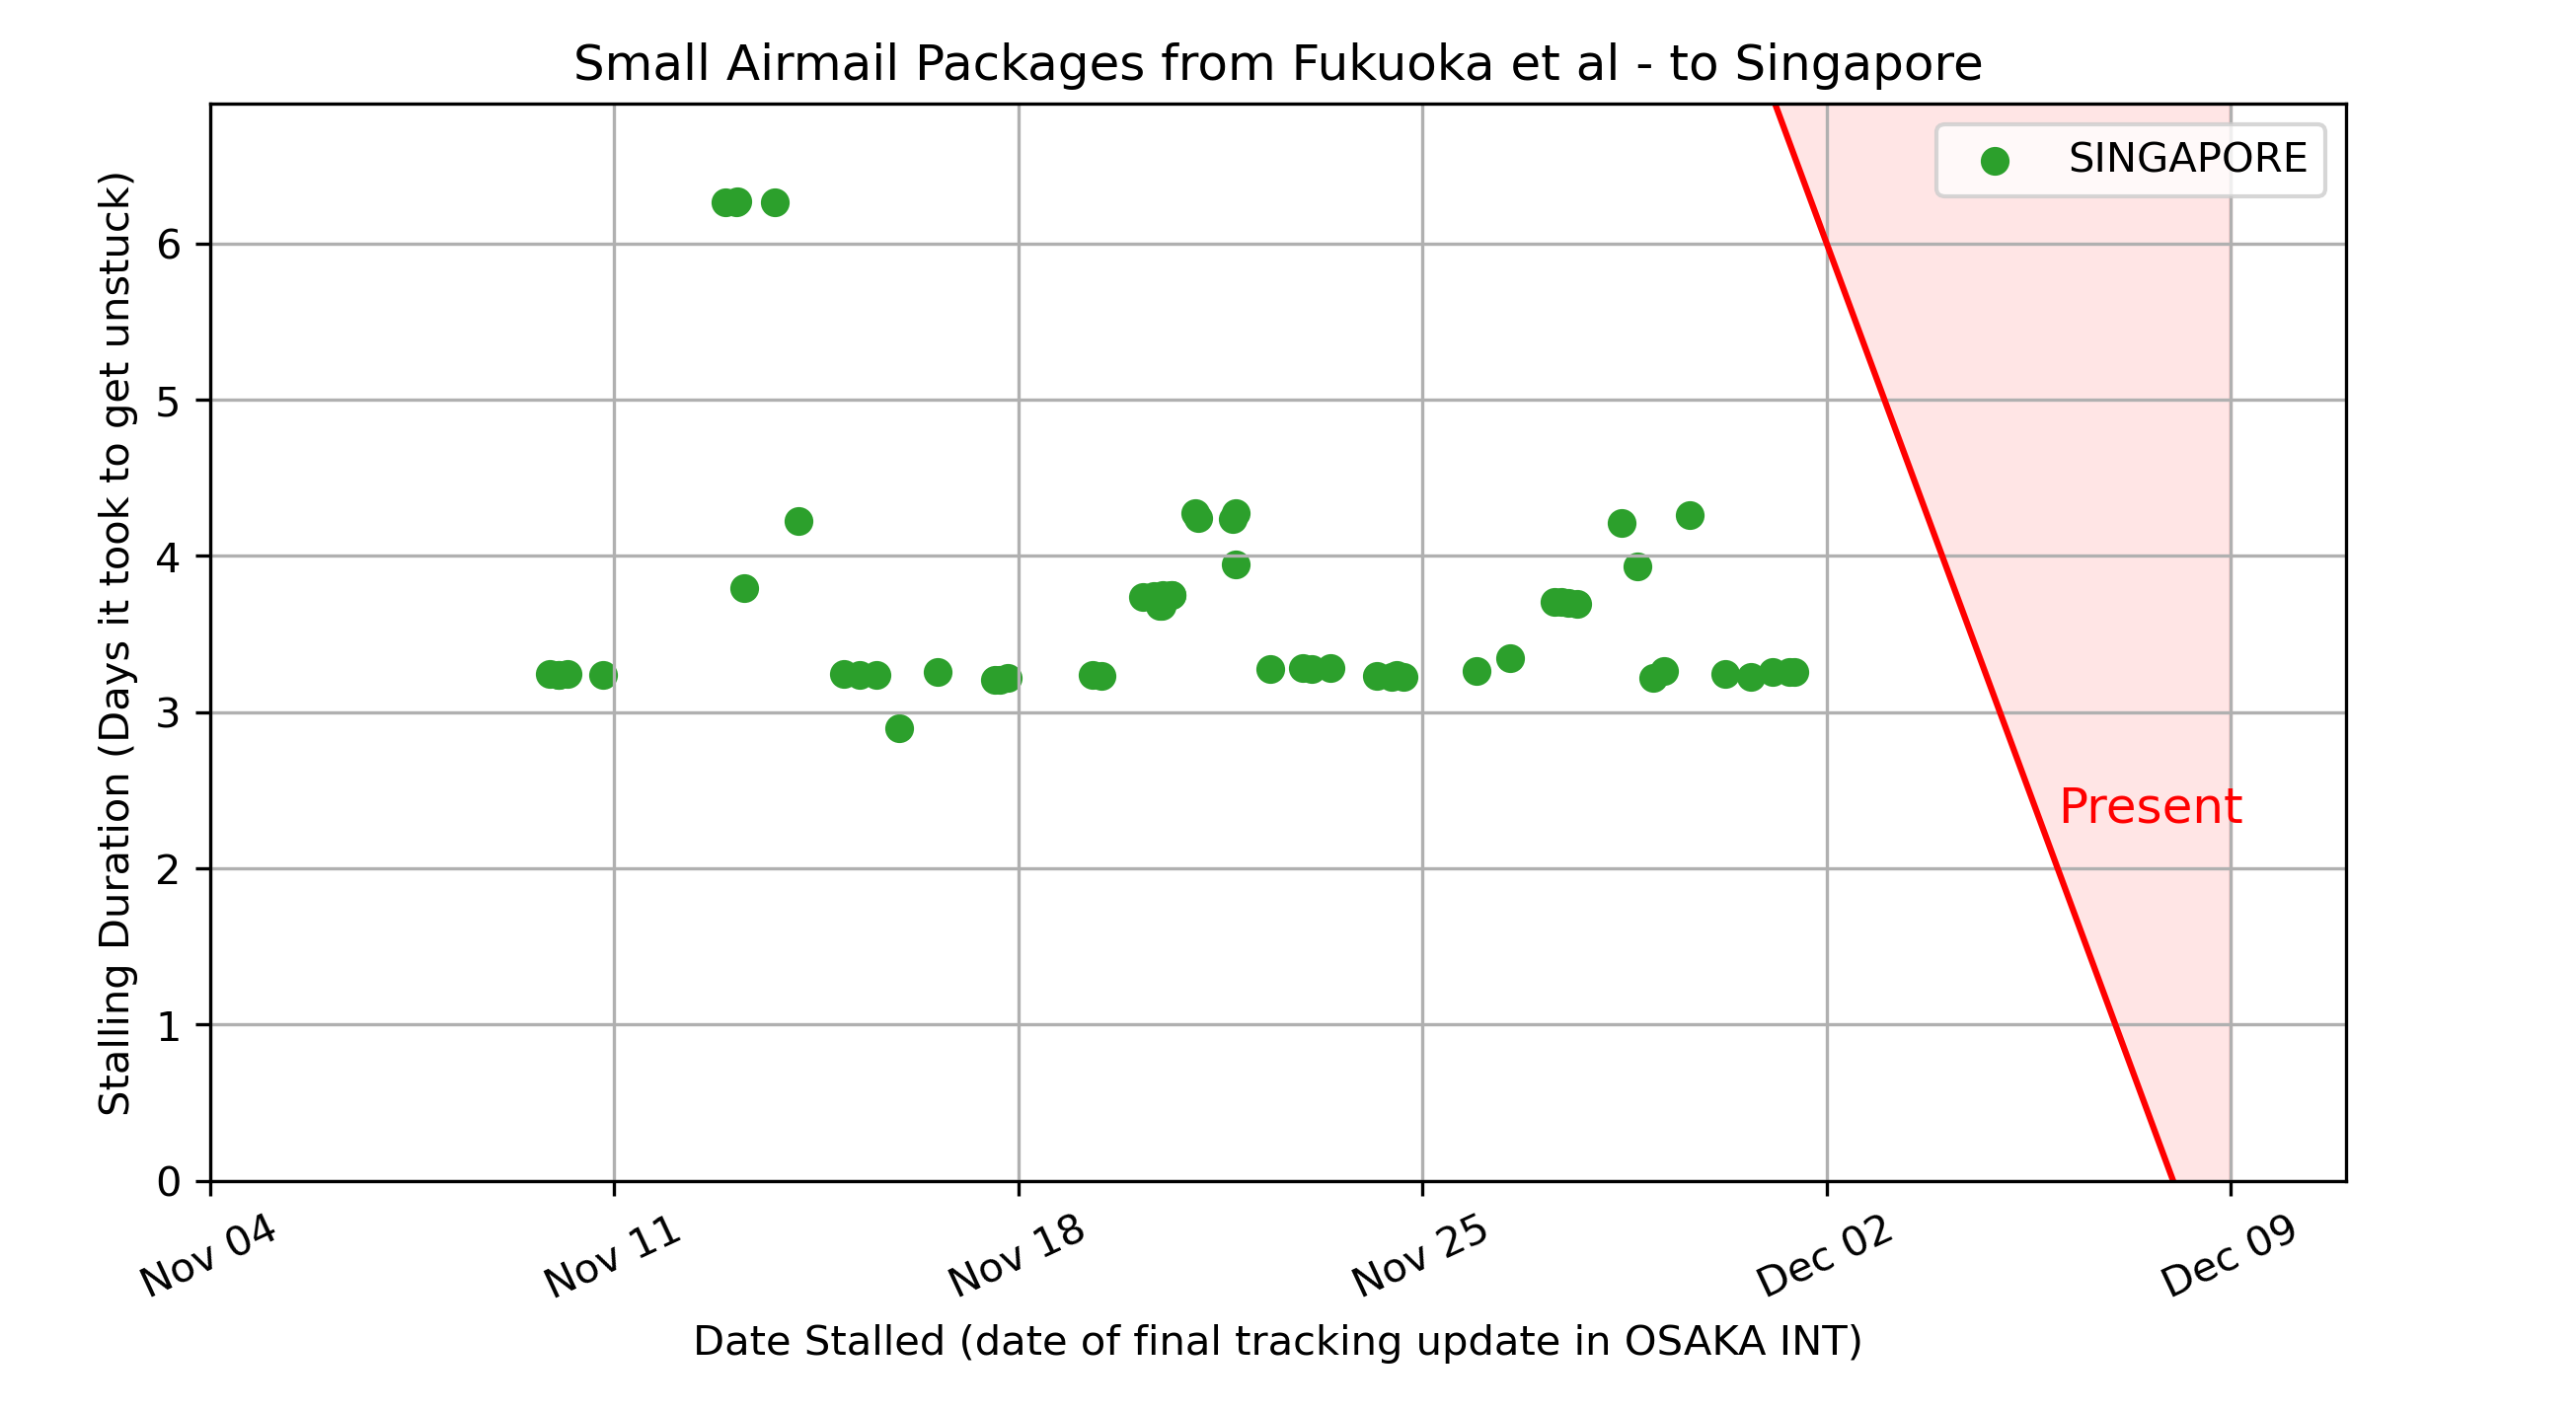 Small Airmail Packages from Fukuoka et al - to Singapore
SINGAPORE
Stalling Duration (Days it took to get unstuck)
6
5
4
3
2
1
0
Present
Nov 04
Nov 11
Nov 18
Nov 25
Dec 02
Dec 09
Date Stalled (date of final tracking update in OSAKA INT)